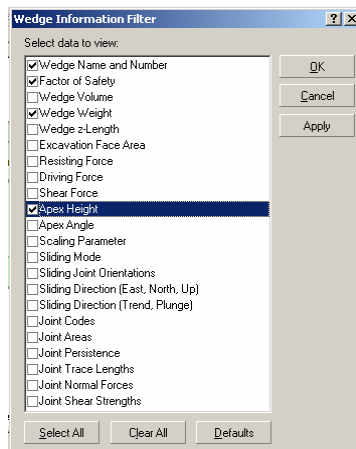 Wedge Information Filter
Select data to view:
Wedge Name and Number
Factor of Safety
Wedge Volume
Wedge Weight
Wedge z-Length
Excavation Face Area
Resisting Force
Driving Force
Shear Force
Apex Height
Apex Angle
Scaling Parameter
Sliding Mode
Sliding Joint Orientations
Sliding Direction (East, North, Up)
Sliding Direction (Trend, Plunge)
Joint Codes
Joint Areas
Joint Persistence
Joint Trace Lengths
Joint Normal Forces
Joint Shear Strengths
OK
Cancel
Apply
Select All
Clear All
Defaults